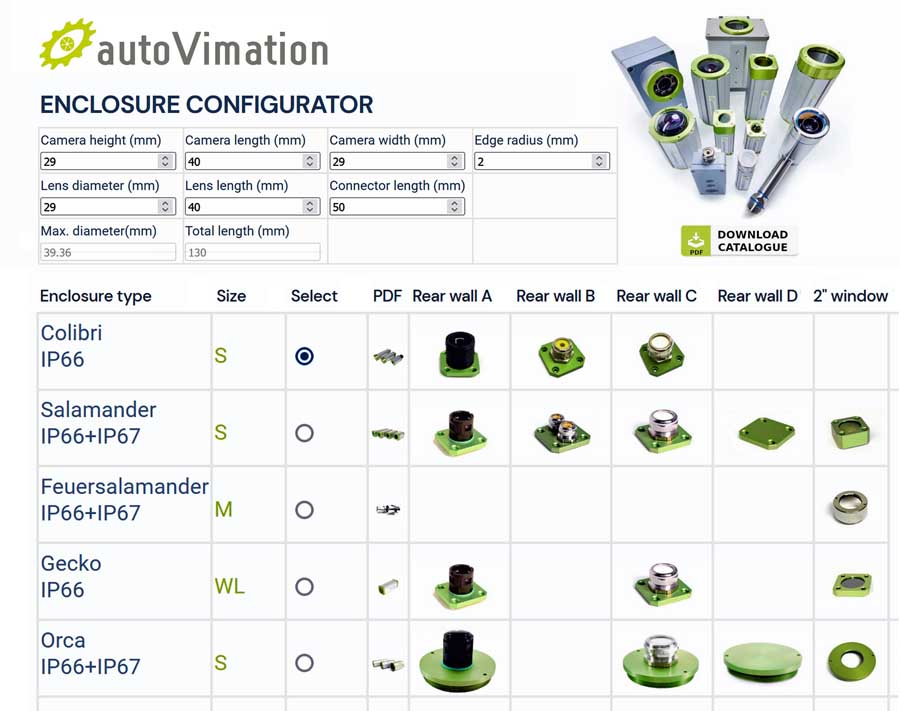 autoVimation
ENCLOSURE CONFIGURATOR
Camera height (mm) Camera length (mm) Camera width (mm) Edge radius (mm)
29 40 29 2
Lens diameter (mm) Lens length (mm) Connector length (mm)
29 40 50
Max. diameter(mm) Total length (mm)
39.36 130
PDF
DOWNLOAD
CATALOGUE
Enclosure type Size Select PDF Rear wall A Rear wall B Rear wall C Rear wall D 2" window
Colibri
IP66
S
Salamander
IP66+IP67
S
Feuersalamander
IP66+IP67
M
Gecko
IP66
WL
Orca
IP66+IP67
S